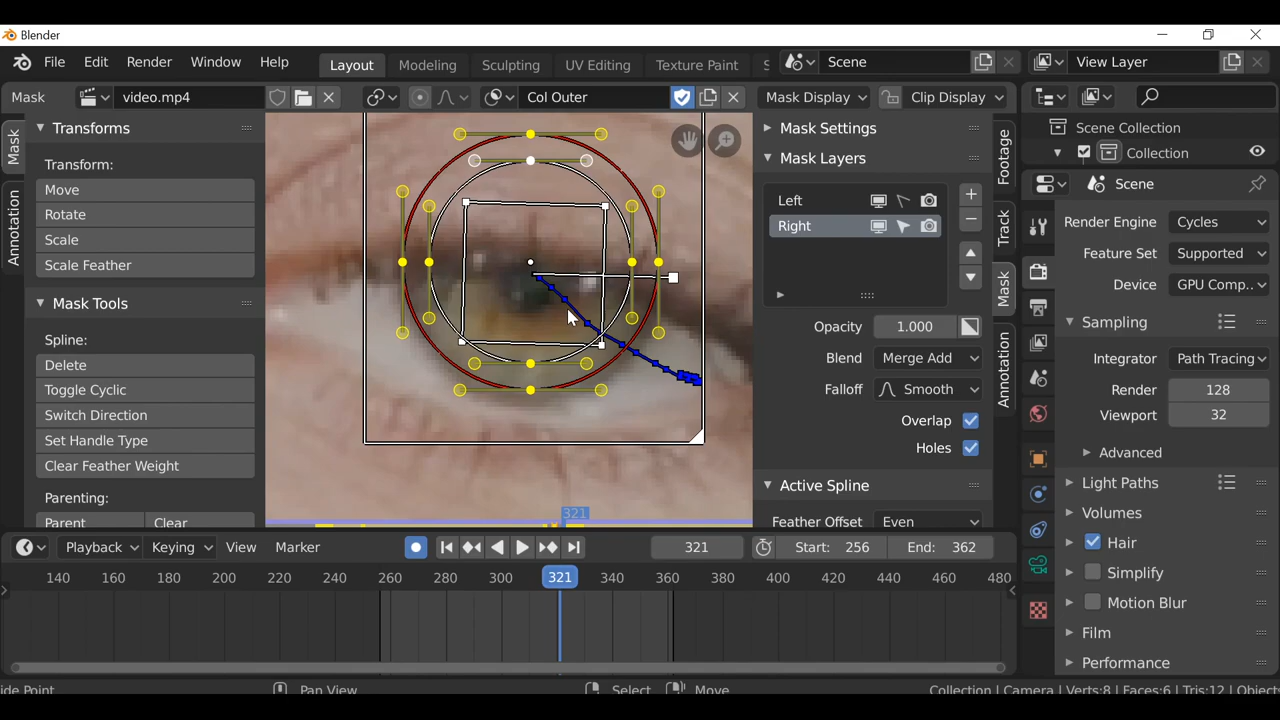 Blender
File Edit Render Window Help
Layout Modeling Sculpting UV Editing Texture Paint S
Scene
View Layer
Mask
video.mp4
Col Outer
Mask Display
Clip Display
Mask
Annotation
Transforms
Transform:
Move
Rotate
Scale
Scale Feather
Mask Tools
Spline:
Delete
Toggle Cyclic
Switch Direction
Set Handle Type
Clear Feather Weight
Parenting:
Parent Clear
321
Mask Settings
Mask Layers
Left
Right
Opacity 1.000
Blend Merge Add
Falloff Smooth
Overlap
Holes
Active Spline
Feather Offset Even
Footage
Track
Mask
Annotation
Scene Collection
Collection
Scene
Render Engine Cycles
Feature Set Supported
Device GPU Comp..
Sampling
Integrator Path Tracing
Render 128
Viewport 32
Advanced
Light Paths
Volumes
Hair
Simplify
Motion Blur
Film
Performance
Playback Keying View Marker
321
Start: 256
End: 362
140 160 180 200 220 240 260 280 300 321 340 360 380 400 420 440 460 480
ide Point
Pan View
Select
Move
Collection | Camera | Verts:8 | Faces:6 | Tris:12 | Objects